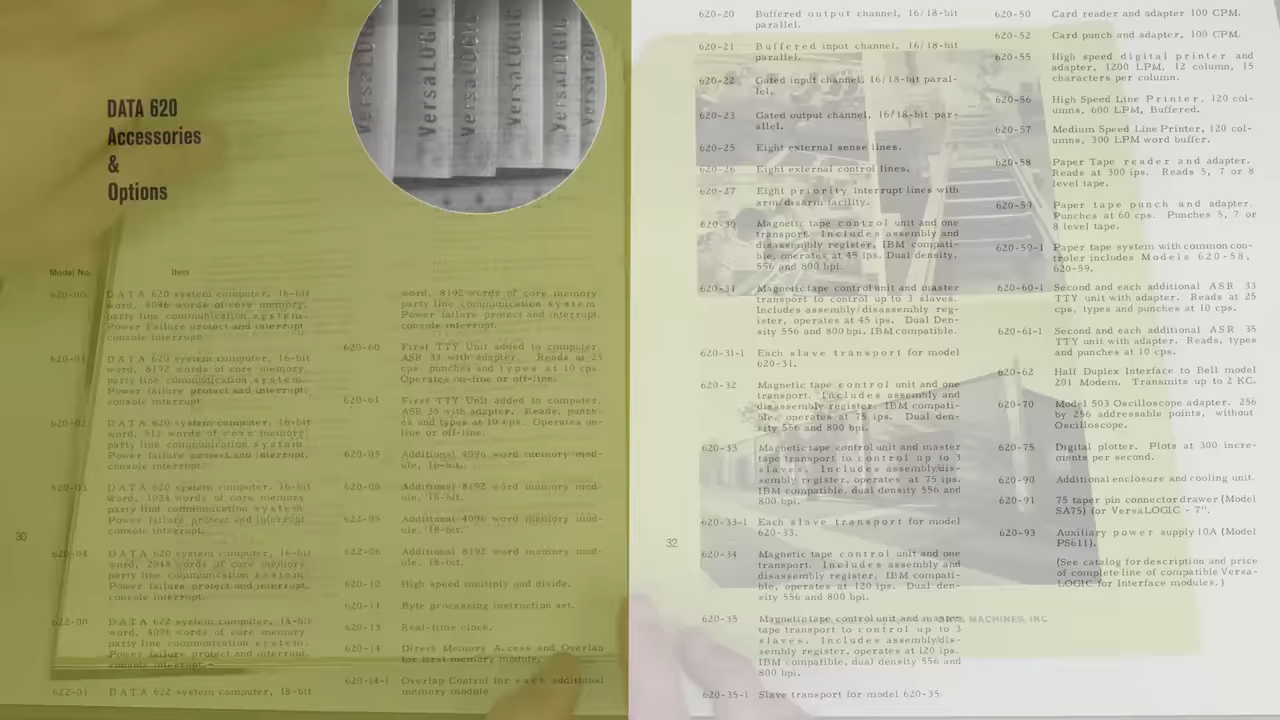 DATA 620
Accessories
&
Options
VersaLOGIC VersaLOGIC VersaLOGIC VersaLOGIC VersaLOGIC
Model No. Item
620-00 DATA 620 system computer, 16-bit
word, 4096 words of core memory,
party line communication system.
Power Failure protect and interrupt,
console interrupt.
620-01 DATA 620 system computer, 16-bit
word, 8192 words of core memory,
party line communication system.
Power failure protect and interrupt,
console interrupt.
620-02 DATA 620 system computer, 16-bit
word, 512 words of core memory
party line communication system.
Power failure protect and interrupt,
console interrupt.
620-03 DATA 620 system computer, 16-bit
word, 1024 words of core memory,
party line communication system.
Power failure protect and interrupt,
console interrupt.
620-04 DATA 620 system computer, 16-bit
word, 2048 words of core memory,
party line communication system.
Power failure protect and interrupt,
console interrupt.
622-00 DATA 622 system computer, 18-bit
word, 4096 words of core memory,
party line communication system.
Power failure protect and interrupt,
console interrupt.
622-01 DATA 622 system computer, 18-bit
word, 8192 words of core memory
party line communication system
Power failure protect and interrupt,
console interrupt.
620-60 First TTY Unit added to computer,
ASR 33 with adapter. Reads at 25
cps, punches and types at 10 cps.
Operates on-line or off-line.
620-61 First TTY Unit added to computer,
ASR 35 with adapter. Reads, punch-
es and types at 10 cps. Operates on-
line or off-line.
620-05 Additional 4096 word memory mod-
ule, 16-bit.
620-06 Additional 8192 word memory mod-
ule, 16-bit.
622-05 Additional 4096 word memory mod-
ule, 18-bit.
622-06 Additional 8192 word memory mod-
ule, 18-bit.
620-10 High speed multiply and divide.
620-11 Byte processing instruction set.
620-13 Real-time clock.
620-14 Direct Memory Access and Overlap
for first memory module.
620-14-1 Overlap Control for each additional
memory module
30
620-20 Buffered output channel, 16/18-bit
parallel.
620-21 Buffered input channel, 16/18-bit
parallel.
620-22 Gated input channel, 16/18-bit paral-
lel.
620-23 Gated output channel, 16/18-bit par-
allel.
620-25 Eight external sense lines.
620-26 Eight external control lines.
620-27 Eight priority interrupt lines with
arm/disarm facility.
620-30 Magnetic tape control unit and one
transport. Includes assembly and
disassembly register, IBM compati-
ble, operates at 45 ips. Dual density,
556 and 800 bpi.
620-31 Magnetic tape control unit and master
transport to control up to 3 slaves.
Includes assembly/disassembly reg-
ister, operates at 45 ips. Dual Den-
sity 556 and 800 bpi. IBM compatible.
620-31-1 Each slave transport for model
620-31.
620-32 Magnetic tape control unit and one
transport. Includes assembly and
disassembly register. IBM compati-
ble, operates at 75 ips. Dual den-
sity 556 and 800 bpi.
620-33 Magnetic tape control unit and master
tape transport to control up to 3
slaves. Includes assembly/dis-
sembly register, operates at 75 ips.
IBM compatible, dual density 556 and
800 bpi.
620-33-1 Each slave transport for model
620-33.
620-34 Magnetic tape control unit and one
transport. Includes assembly and
disassembly register. IBM compati-
ble, operates at 120 ips. Dual den-
sity 556 and 800 bpi.
620-35 Magnetic tape control unit and master
tape transport to control up to 3
slaves. Includes assembly/dis-
sembly register, operates at 120 ips.
IBM compatible, dual density 556 and
800 bpi.
620-35-1 Slave transport for model 620-35.
620-50 Card reader and adapter 100 CPM.
620-52 Card punch and adapter, 100 CPM.
620-55 High speed digital printer and
adapter, 1200 LPM, 12 column, 15
characters per column.
620-56 High Speed Line Printer, 120 col-
umns, 600 LPM, Buffered.
620-57 Medium Speed Line Printer, 120 col-
umns, 300 LPM word buffer.
620-58 Paper Tape reader and adapter.
Reads at 300 ips. Reads 5, 7 or 8
level tape.
620-59 Paper tape punch and adapter.
Punches at 60 cps. Punches 5, 7 or
8 level tape.
620-59-1 Paper tape system with common con-
troler includes Models 620-58,
620-59.
620-60-1 Second and each additional ASR 33
TTY unit with adapter. Reads at 25
cps, types and punches at 10 cps.
620-61-1 Second and each additional ASR 35
TTY unit with adapter. Reads, types
and punches at 10 cps.
620-62 Half Duplex Interface to Bell model
201 Modem. Transmits up to 2 KC.
620-70 Model 503 Oscilloscope adapter. 256
by 256 addressable points, without
Oscilloscope.
620-75 Digital plotter. Plots at 300 incre-
ments per second.
620-90 Additional enclosure and cooling unit.
620-91 75 taper pin connector drawer (Model
SA75) (or VersaLOGIC - 7".
620-93 Auxiliary power supply 10A (Model
PS611).
(See catalog for description and price
of complete line of compatible Versa-
LOGIC for Interface modules.)
MACHINES, INC
32